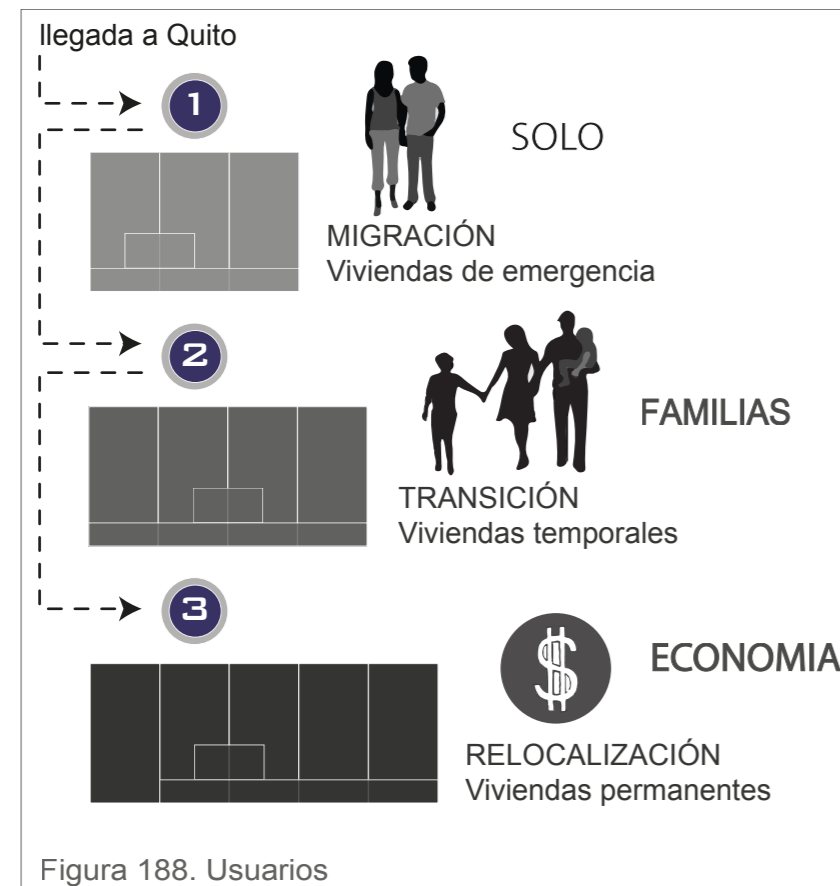 llegada a Quito
1
SOLO
MIGRACIÓN
Viviendas de emergencia
2
FAMILIAS
TRANSICIÓN
Viviendas temporales
3
$
ECONOMIA
RELOCALIZACIÓN
Viviendas permanentes
Figura 188. Usuarios